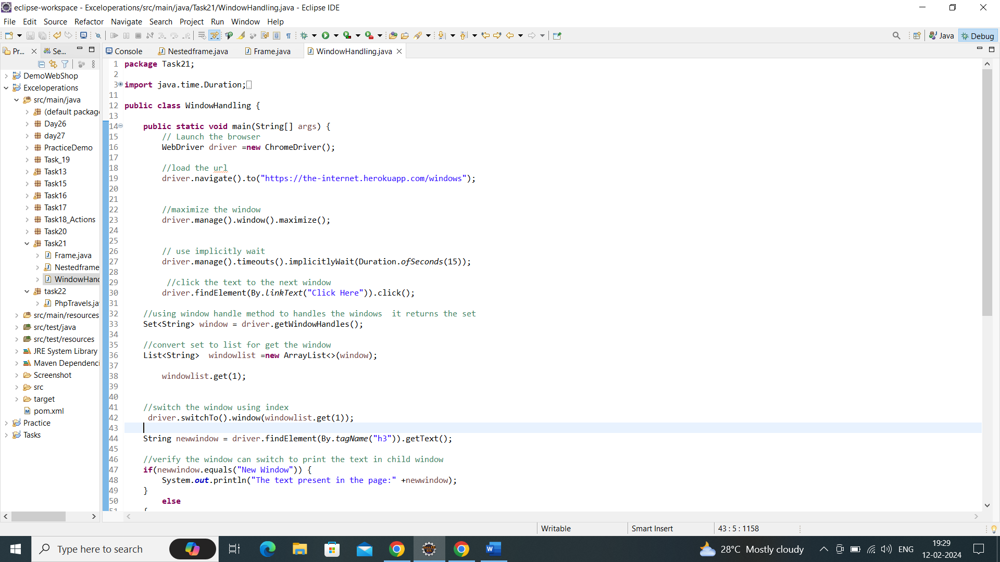 eclipse-workspace - Exceloperations/src/main/java/Task21/WindowHandling.java - Eclipse IDE
File Edit Source Refactor Navigate Search Project Run Window Help
Java Debug
Pr... Se...
Console Nestedframe.java Frame.java WindowHandling.java
DemoWebShop
Exceloperations
src/main/java
(default package
Day26
day27
PracticeDemo
Task_19
Task13
Task15
Task16
Task17
Task18_Actions
Task20
Task21
Frame.java
Nestedframe
WindowHand
task22
PhpTravels.ja
src/main/resources
src/test/java
src/test/resources
JRE System Library
Maven Dependenci
Screenshot
src
target
pom.xml
Practice
Tasks
1 package Task21;
2
3 import java.time.Duration;
11
12 public class WindowHandling {
13
14 public static void main(String[] args) {
15 // Launch the browser
16 WebDriver driver =new ChromeDriver();
17
18 //load the url
19 driver.navigate().to("https://the-internet.herokuapp.com/windows");
20
21
22 //maximize the window
23 driver.manage().window().maximize();
24
25
26 // use implicitly wait
27 driver.manage().timeouts().implicitlyWait(Duration.ofSeconds(15));
28
29 //click the text to the next window
30 driver.findElement(By.linkText("Click Here")).click();
31
32 //using window handle method to handles the windows  it returns the set
33 Set<String> window = driver.getWindowHandles();
34
35 //convert set to list for get the window
36 List<String>  windowlist =new ArrayList<>(window);
37
38 windowlist.get(1);
39
40
41 //switch the window using index
42 driver.switchTo().window(windowlist.get(1));
43
44 String newwindow = driver.findElement(By.tagName("h3")).getText();
45
46 //verify the window can switch to print the text in child window
47 if(newwindow.equals("New Window")) {
48 System.out.println("The text present in the page:" +newwindow);
49 }
50 else
51 {
Writable Smart Insert 43 : 5 : 1158
Type here to search
28°C Mostly cloudy
ENG
19:29
12-02-2024